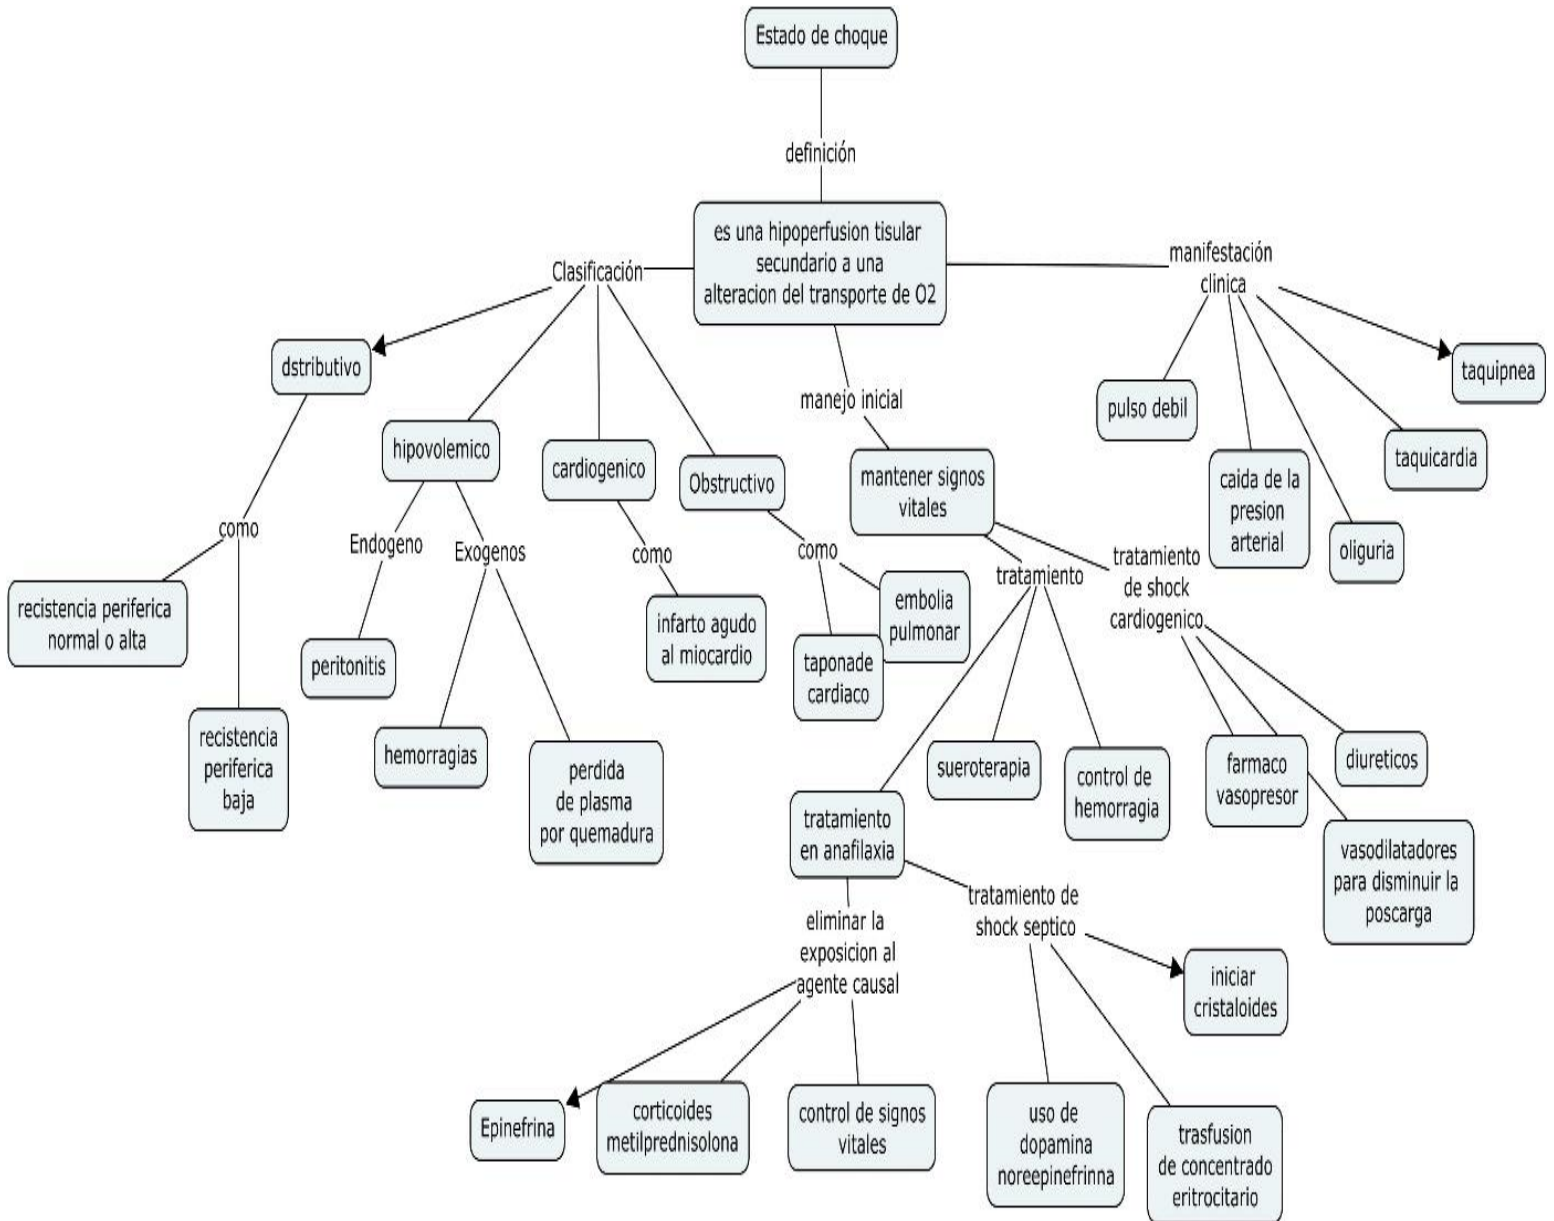 Estado de choque
definición
es una hipoperfusion tisular
secundario a una
alteracion del transporte de O2
Clasificación
manifestación
clinica
dstributivo
hipovolemico
cardiogenico
Obstructivo
manejo inicial
mantener signos
vitales
pulso debil
caida de la
presion
arterial
oliguria
taquicardia
taquipnea
como
recistencia periferica
normal o alta
recistencia
periferica
baja
Endogeno
peritonitis
Exogenos
hemorragias
perdida
de plasma
por quemadura
como
infarto agudo
al miocardio
como
taponade
cardiaco
embolia
pulmonar
tratamiento
tratamiento
de shock
cardiogenico
sueroterapia
control de
hemorragia
farmaco
vasopresor
diureticos
vasodilatadores
para disminuir la
poscarga
tratamiento
en anafilaxia
eliminar la
exposicion al
agente causal
tratamiento de
shock septico
iniciar
cristaloides
Epinefrina
corticoides
metilprednisolona
control de signos
vitales
uso de
dopamina
noreepinefrinna
trasfusion
de concentrado
eritrocitario